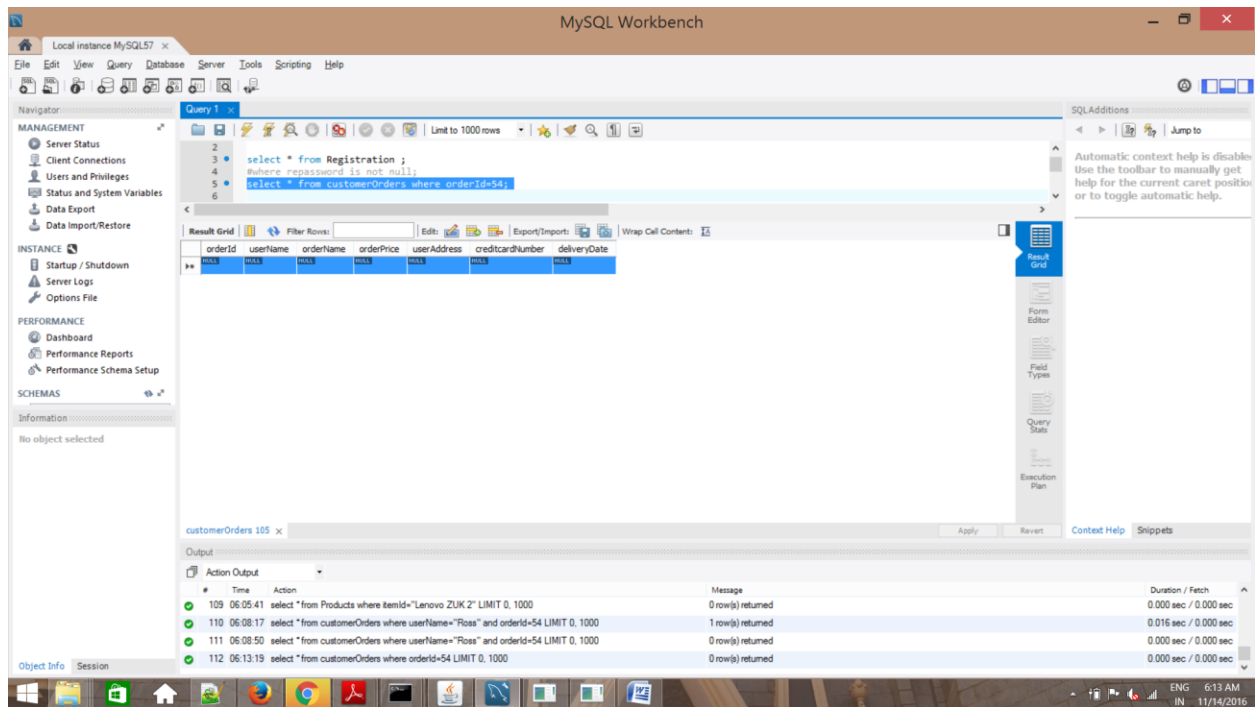 MySQL Workbench
Local instance MySQL57 ×
File Edit View Query Database Server Tools Scripting Help
Navigator
MANAGEMENT
Server Status
Client Connections
Users and Privileges
Status and System Variables
Data Export
Data Import/Restore
INSTANCE
Startup / Shutdown
Server Logs
Options File
PERFORMANCE
Dashboard
Performance Reports
Performance Schema Setup
SCHEMAS
Information
No object selected
Object Info Session
Query 1 ×
Limit to 1000 rows
2
3 select * from Registration ;
4 #where repassword is not null;
5 select * from customerOrders where orderId=54;
6
Result Grid Filter Rows: Edit: Export/Import: Wrap Cell Content:
orderId userName orderName orderPrice userAddress creditcardNumber deliveryDate
NULL NULL NULL NULL NULL NULL NULL
Result
Grid
Form
Editor
Field
Types
Query
Stats
Execution
Plan
customerOrders 105 × Apply Revert
Output
Action Output
# Time Action Message Duration / Fetch
109 06:05:41 select * from Products where itemId="Lenovo ZUK 2" LIMIT 0, 1000 0 row(s) returned 0.000 sec / 0.000 sec
110 06:08:17 select * from customerOrders where userName="Ross" and orderId=54 LIMIT 0, 1000 1 row(s) returned 0.016 sec / 0.000 sec
111 06:08:50 select * from customerOrders where userName="Ross" and orderId=54 LIMIT 0, 1000 0 row(s) returned 0.000 sec / 0.000 sec
112 06:13:19 select * from customerOrders where orderId=54 LIMIT 0, 1000 0 row(s) returned 0.000 sec / 0.000 sec
SQLAdditions
Jump to
Automatic context help is disable
Use the toolbar to manually get
help for the current caret positio
or to toggle automatic help.
Context Help Snippets
ENG 6:13 AM
IN 11/14/2016